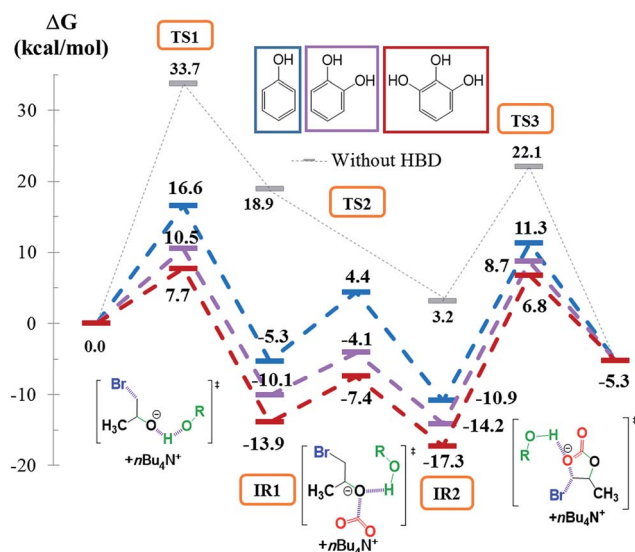 ΔG
(kcal/mol)
TS1
33.7
OH
OH
OH
OH
HO
OH
TS3
22.1
Without HBD
30
20
10
0
-10
-20
18.9
TS2
16.6
10.5
7.7
4.4
11.3
8.7
6.8
3.2
0.0
-5.3
-4.1
-5.3
-10.1
-7.4
-10.9
-13.9
-14.2
-17.3
Br
H₃C
O
⊖
H
O
R
‡
+nBu₄N⁺
IR1
Br
H₃C
⊖
O
H
O
R
O
O
‡
+nBu₄N⁺
IR2
R
O
H
⊖
O
O
O
Br
CH₃
‡
+nBu₄N⁺